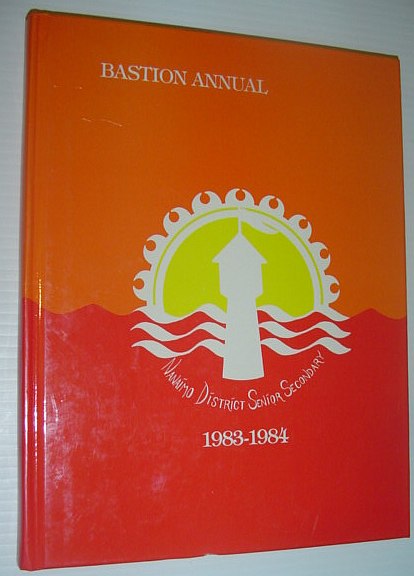 BASTION ANNUAL
NANAIMO DISTRICT SENIOR SECONDARY
1983-1984